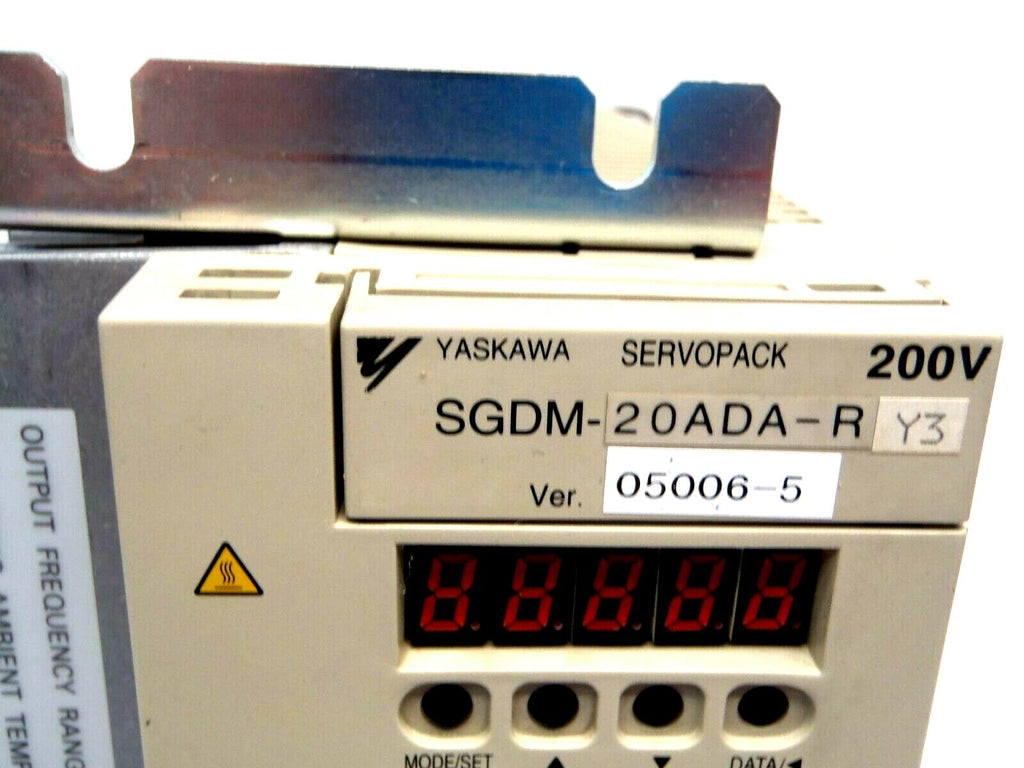 YASKAWA SERVOPACK 200V
SGDM-20ADA-R Y3
Ver. 05006-5
MODE/SET ▲ ▼ DATA/◀
OUTPUT FREQUENCY RANG
AMBIENT TEMP